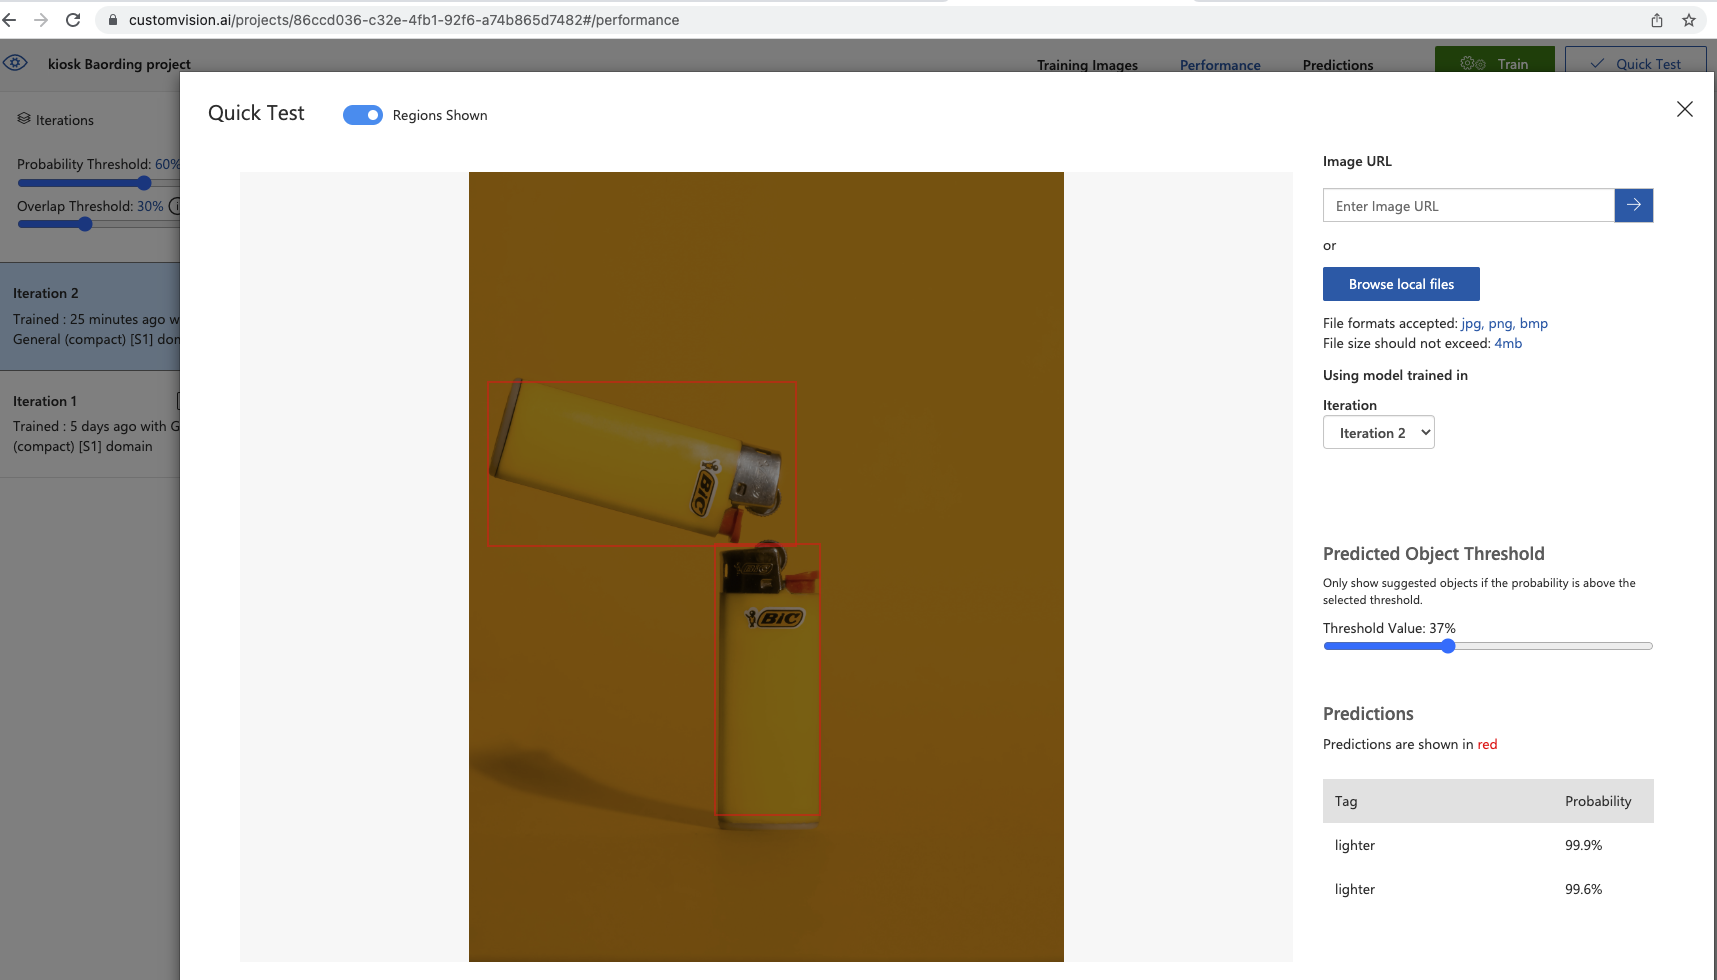 customvision.ai/projects/86ccd036-c32e-4fb1-92f6-a74b865d7482#/performance
kiosk Baording project
Training Images
Performance
Predictions
Train
Quick Test
Iterations
Probability Threshold: 60%
Overlap Threshold: 30%
Iteration 2
Trained : 25 minutes ago w
General (compact) [S1] don
Iteration 1
Trained : 5 days ago with G
(compact) [S1] domain
Quick Test
Regions Shown
BIC
BIC
Image URL
Enter Image URL
or
Browse local files
File formats accepted: jpg, png, bmp
File size should not exceed: 4mb
Using model trained in
Iteration
Iteration 2
Predicted Object Threshold
Only show suggested objects if the probability is above the
selected threshold.
Threshold Value: 37%
Predictions
Predictions are shown in red
Tag Probability
lighter 99.9%
lighter 99.6%